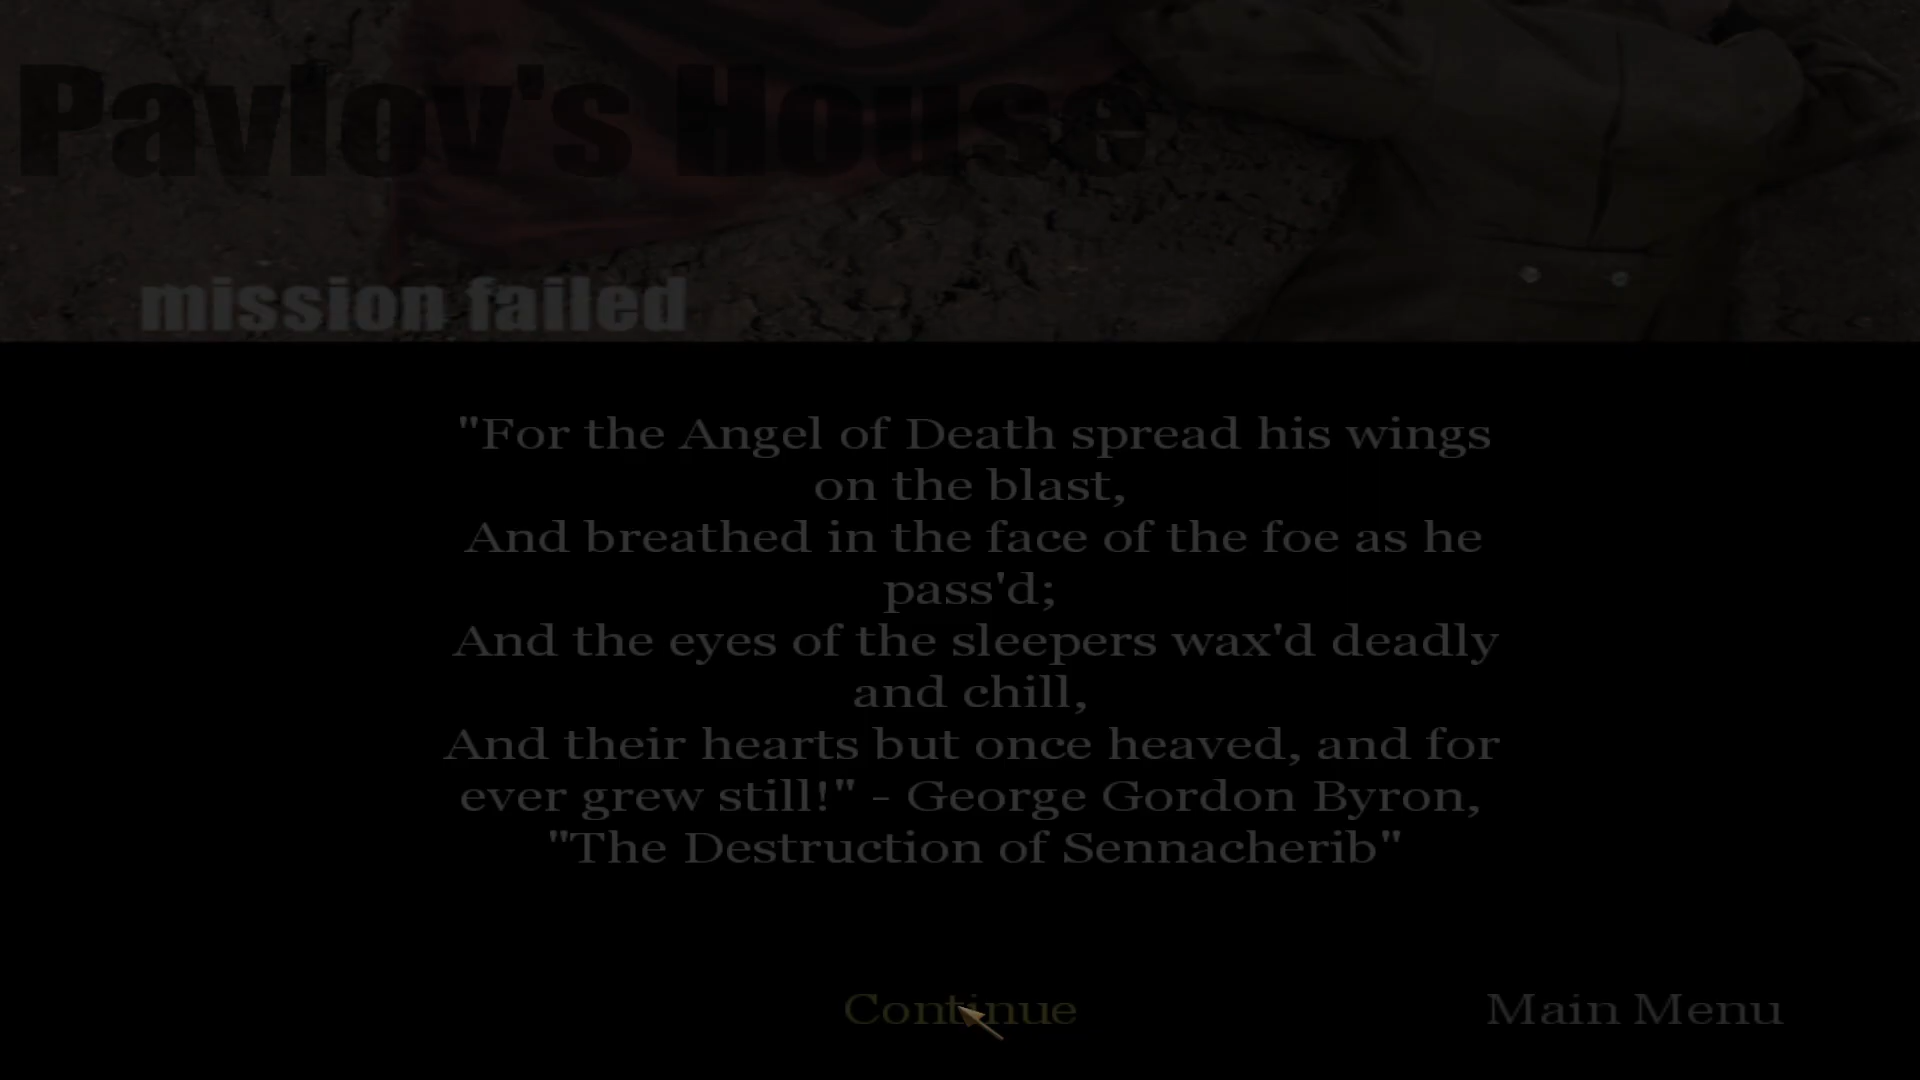 Pavlov's House
mission failed
"For the Angel of Death spread his wings
on the blast,
And breathed in the face of the foe as he
pass'd;
And the eyes of the sleepers wax'd deadly
and chill,
And their hearts but once heaved, and for
ever grew still!" - George Gordon Byron,
"The Destruction of Sennacherib"
Continue
Main Menu